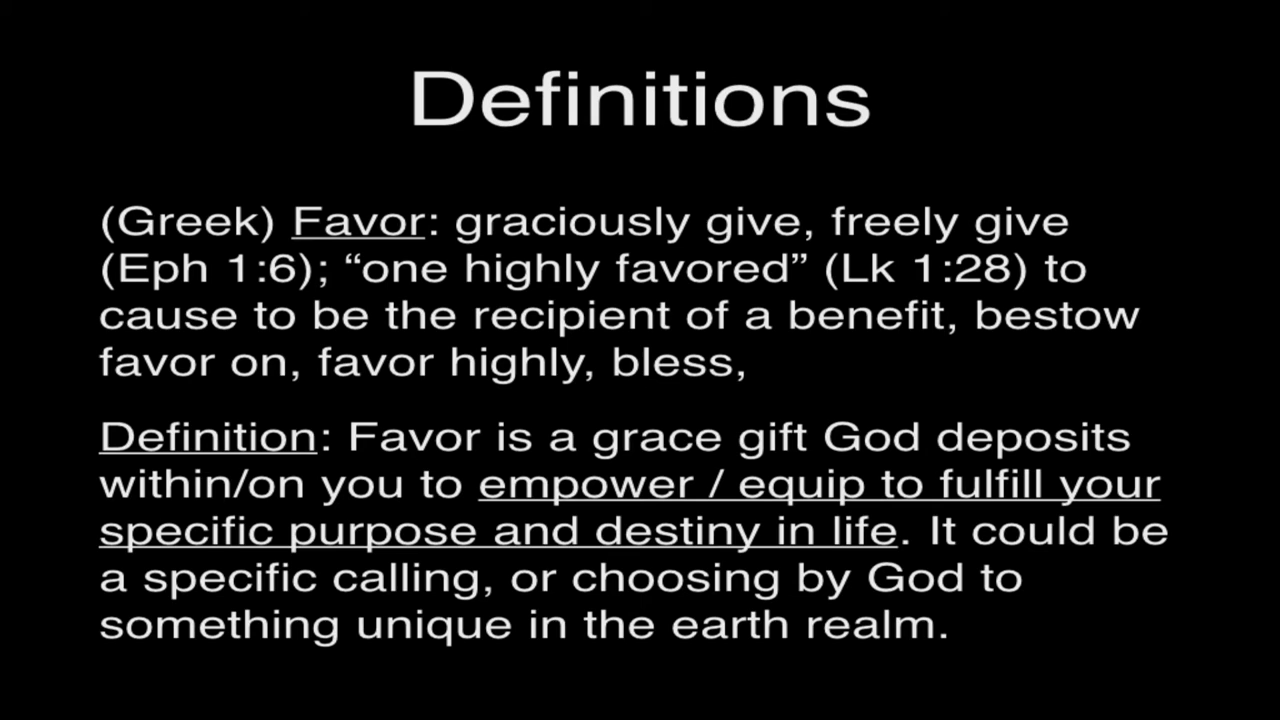 Definitions
(Greek) Favor: graciously give, freely give
(Eph 1:6); “one highly favored” (Lk 1:28) to
cause to be the recipient of a benefit, bestow
favor on, favor highly, bless,
Definition: Favor is a grace gift God deposits
within/on you to empower / equip to fulfill your
specific purpose and destiny in life. It could be
a specific calling, or choosing by God to
something unique in the earth realm.